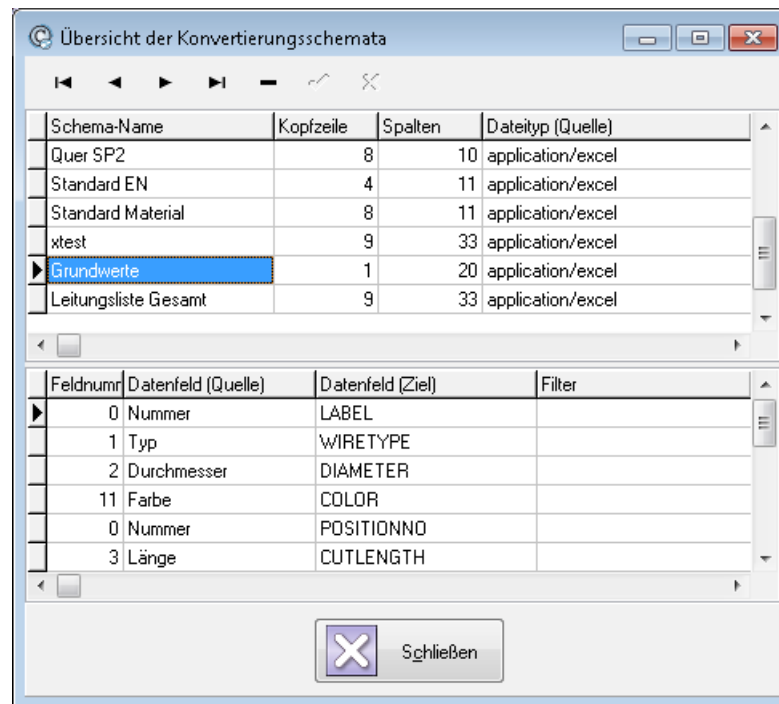 Übersicht der Konvertierungsschemata
Schema-Name Kopfzeile Spalten Dateityp (Quelle)
Quer SP2 8 10 application/excel
Standard EN 4 11 application/excel
Standard Material 8 11 application/excel
xtest 9 33 application/excel
Grundwerte 1 20 application/excel
Leitungsliste Gesamt 9 33 application/excel
Feldnumr Datenfeld (Quelle) Datenfeld (Ziel) Filter
0 Nummer LABEL
1 Typ WIRETYPE
2 Durchmesser DIAMETER
11 Farbe COLOR
0 Nummer POSITIONNO
3 Länge CUTLENGTH
Schließen